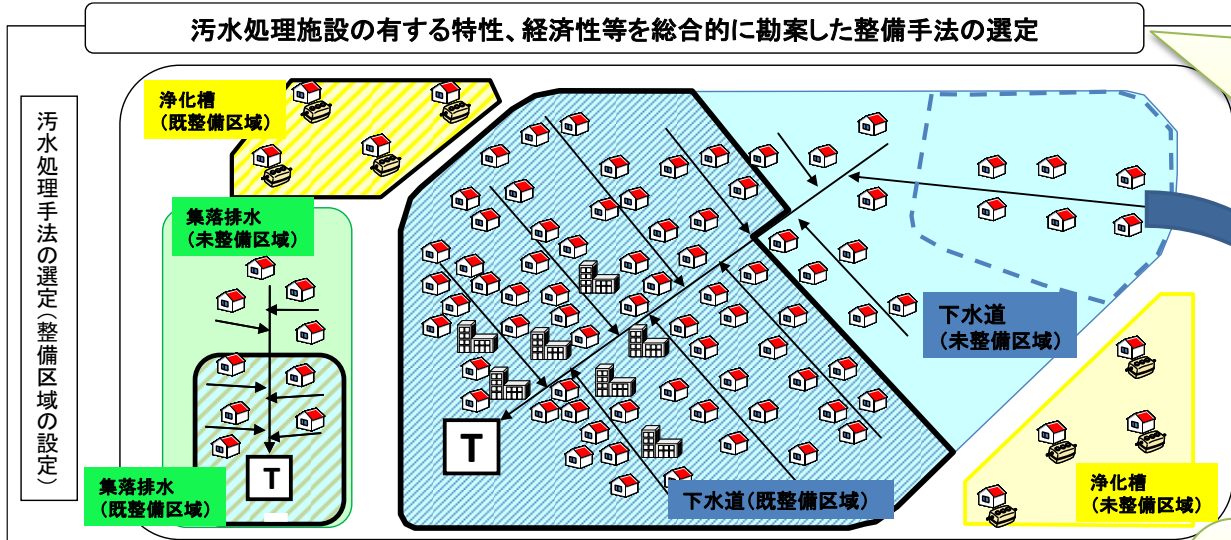 汚水処理施設の有する特性、経済性等を総合的に勘案した整備手法の選定
汚水処理手法の選定(整備区域の設定)
浄化槽
(既整備区域)
集落排水
(未整備区域)
下水道
(未整備区域)
T
T
集落排水
(既整備区域)
下水道(既整備区域)
浄化槽
(未整備区域)